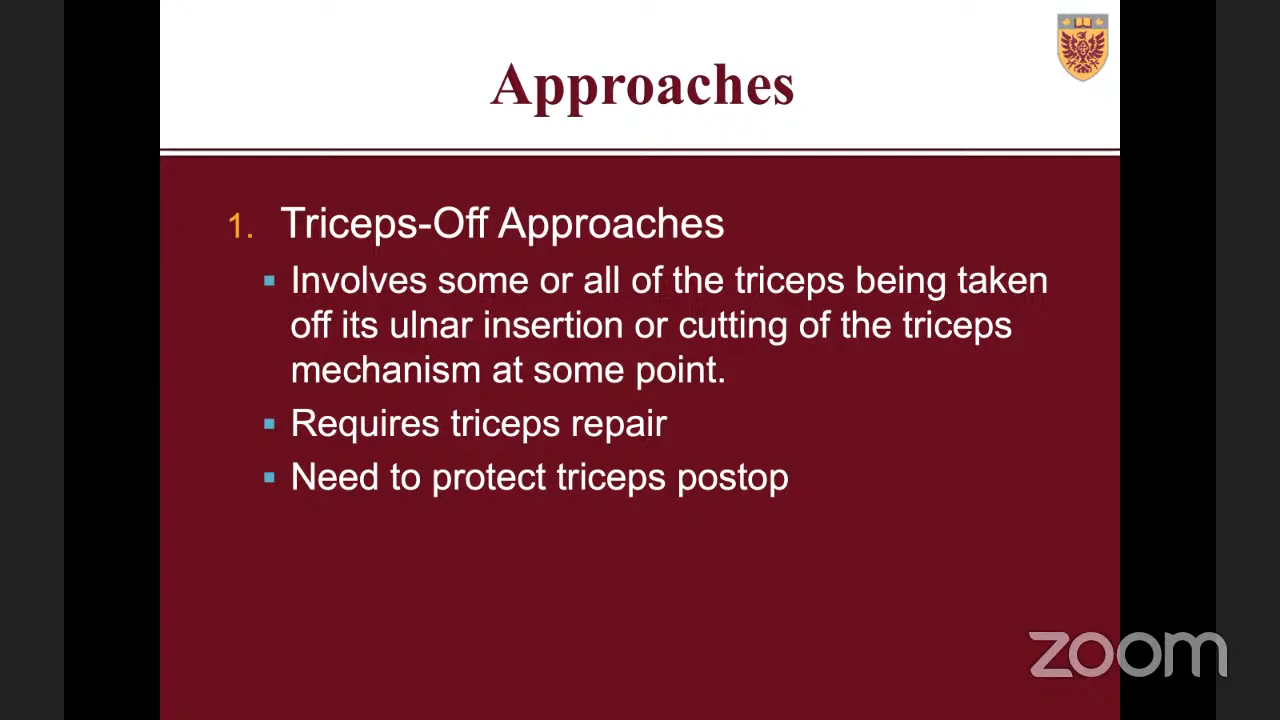 Approaches
1. Triceps-Off Approaches
▪ Involves some or all of the triceps being taken
off its ulnar insertion or cutting of the triceps
mechanism at some point.
▪ Requires triceps repair
▪ Need to protect triceps postop
zoom